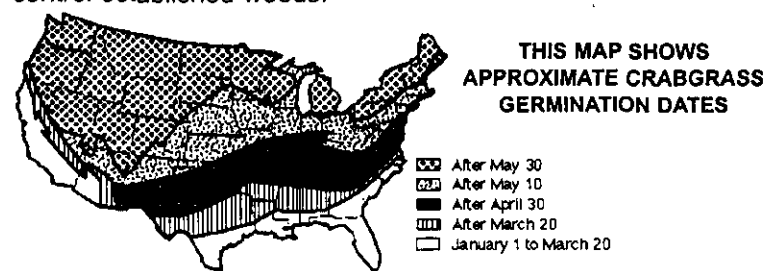 control established weeds.
THIS MAP SHOWS
APPROXIMATE CRABGRASS
GERMINATION DATES
After May 30
After May 10
After April 30
After March 20
January 1 to March 20